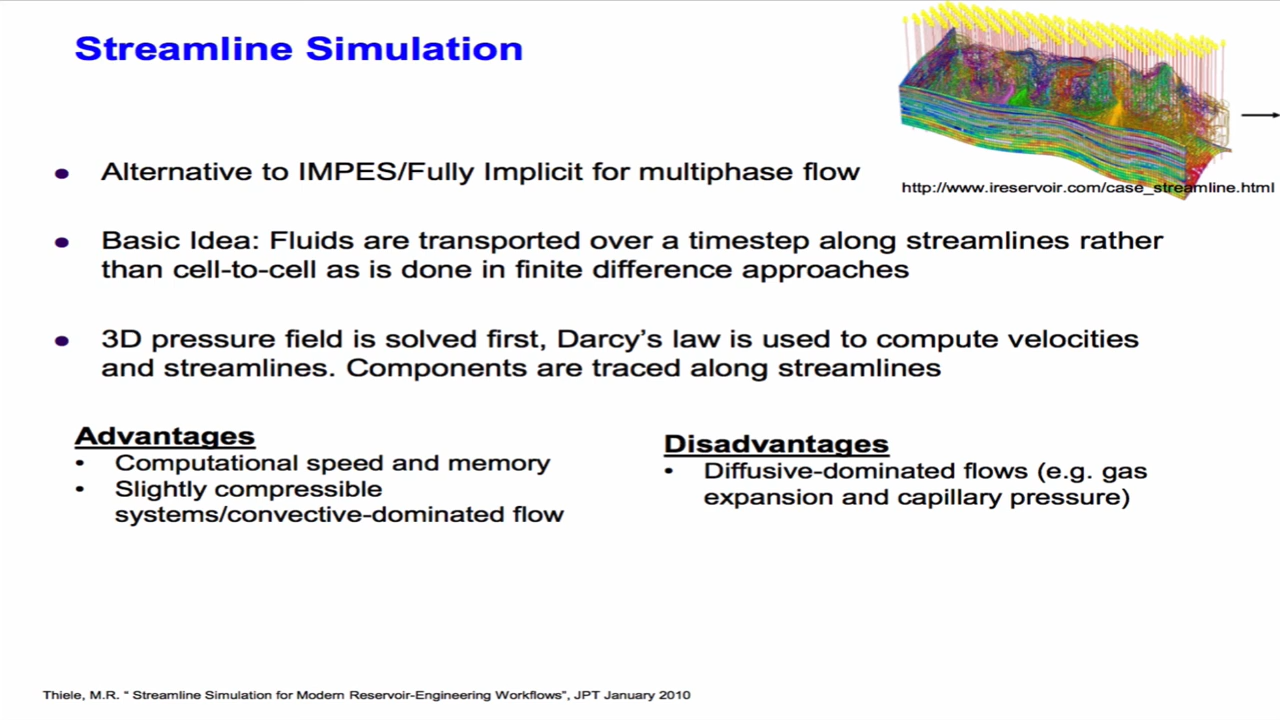 Streamline Simulation
http://www.ireservoir.com/case_streamline.html
• Alternative to IMPES/Fully Implicit for multiphase flow
• Basic Idea: Fluids are transported over a timestep along streamlines rather
than cell-to-cell as is done in finite difference approaches
• 3D pressure field is solved first, Darcy's law is used to compute velocities
and streamlines. Components are traced along streamlines
Advantages
• Computational speed and memory
• Slightly compressible
systems/convective-dominated flow
Disadvantages
• Diffusive-dominated flows (e.g. gas
expansion and capillary pressure)
Thiele, M.R. “ Streamline Simulation for Modern Reservoir-Engineering Workflows”, JPT January 2010